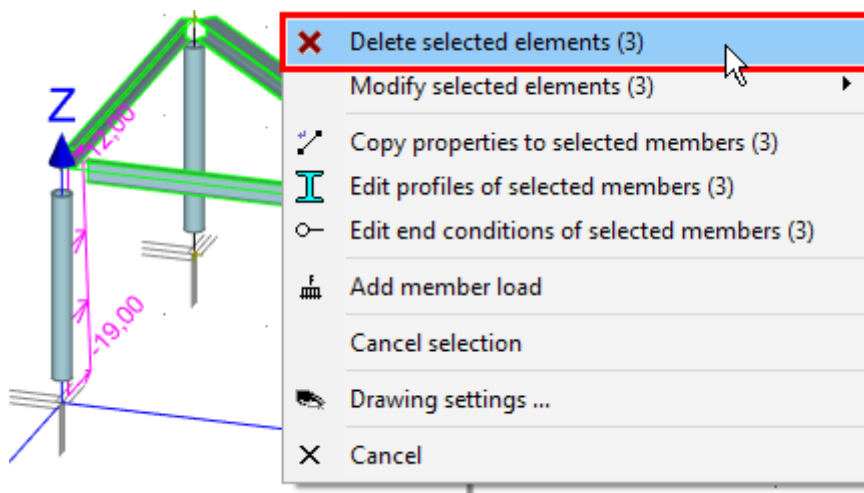 Delete selected elements (3)
Modify selected elements (3)
Z
-12,00
Copy properties to selected members (3)
Edit profiles of selected members (3)
Edit end conditions of selected members (3)
Add member load
-19,00
Cancel selection
Drawing settings ...
Cancel